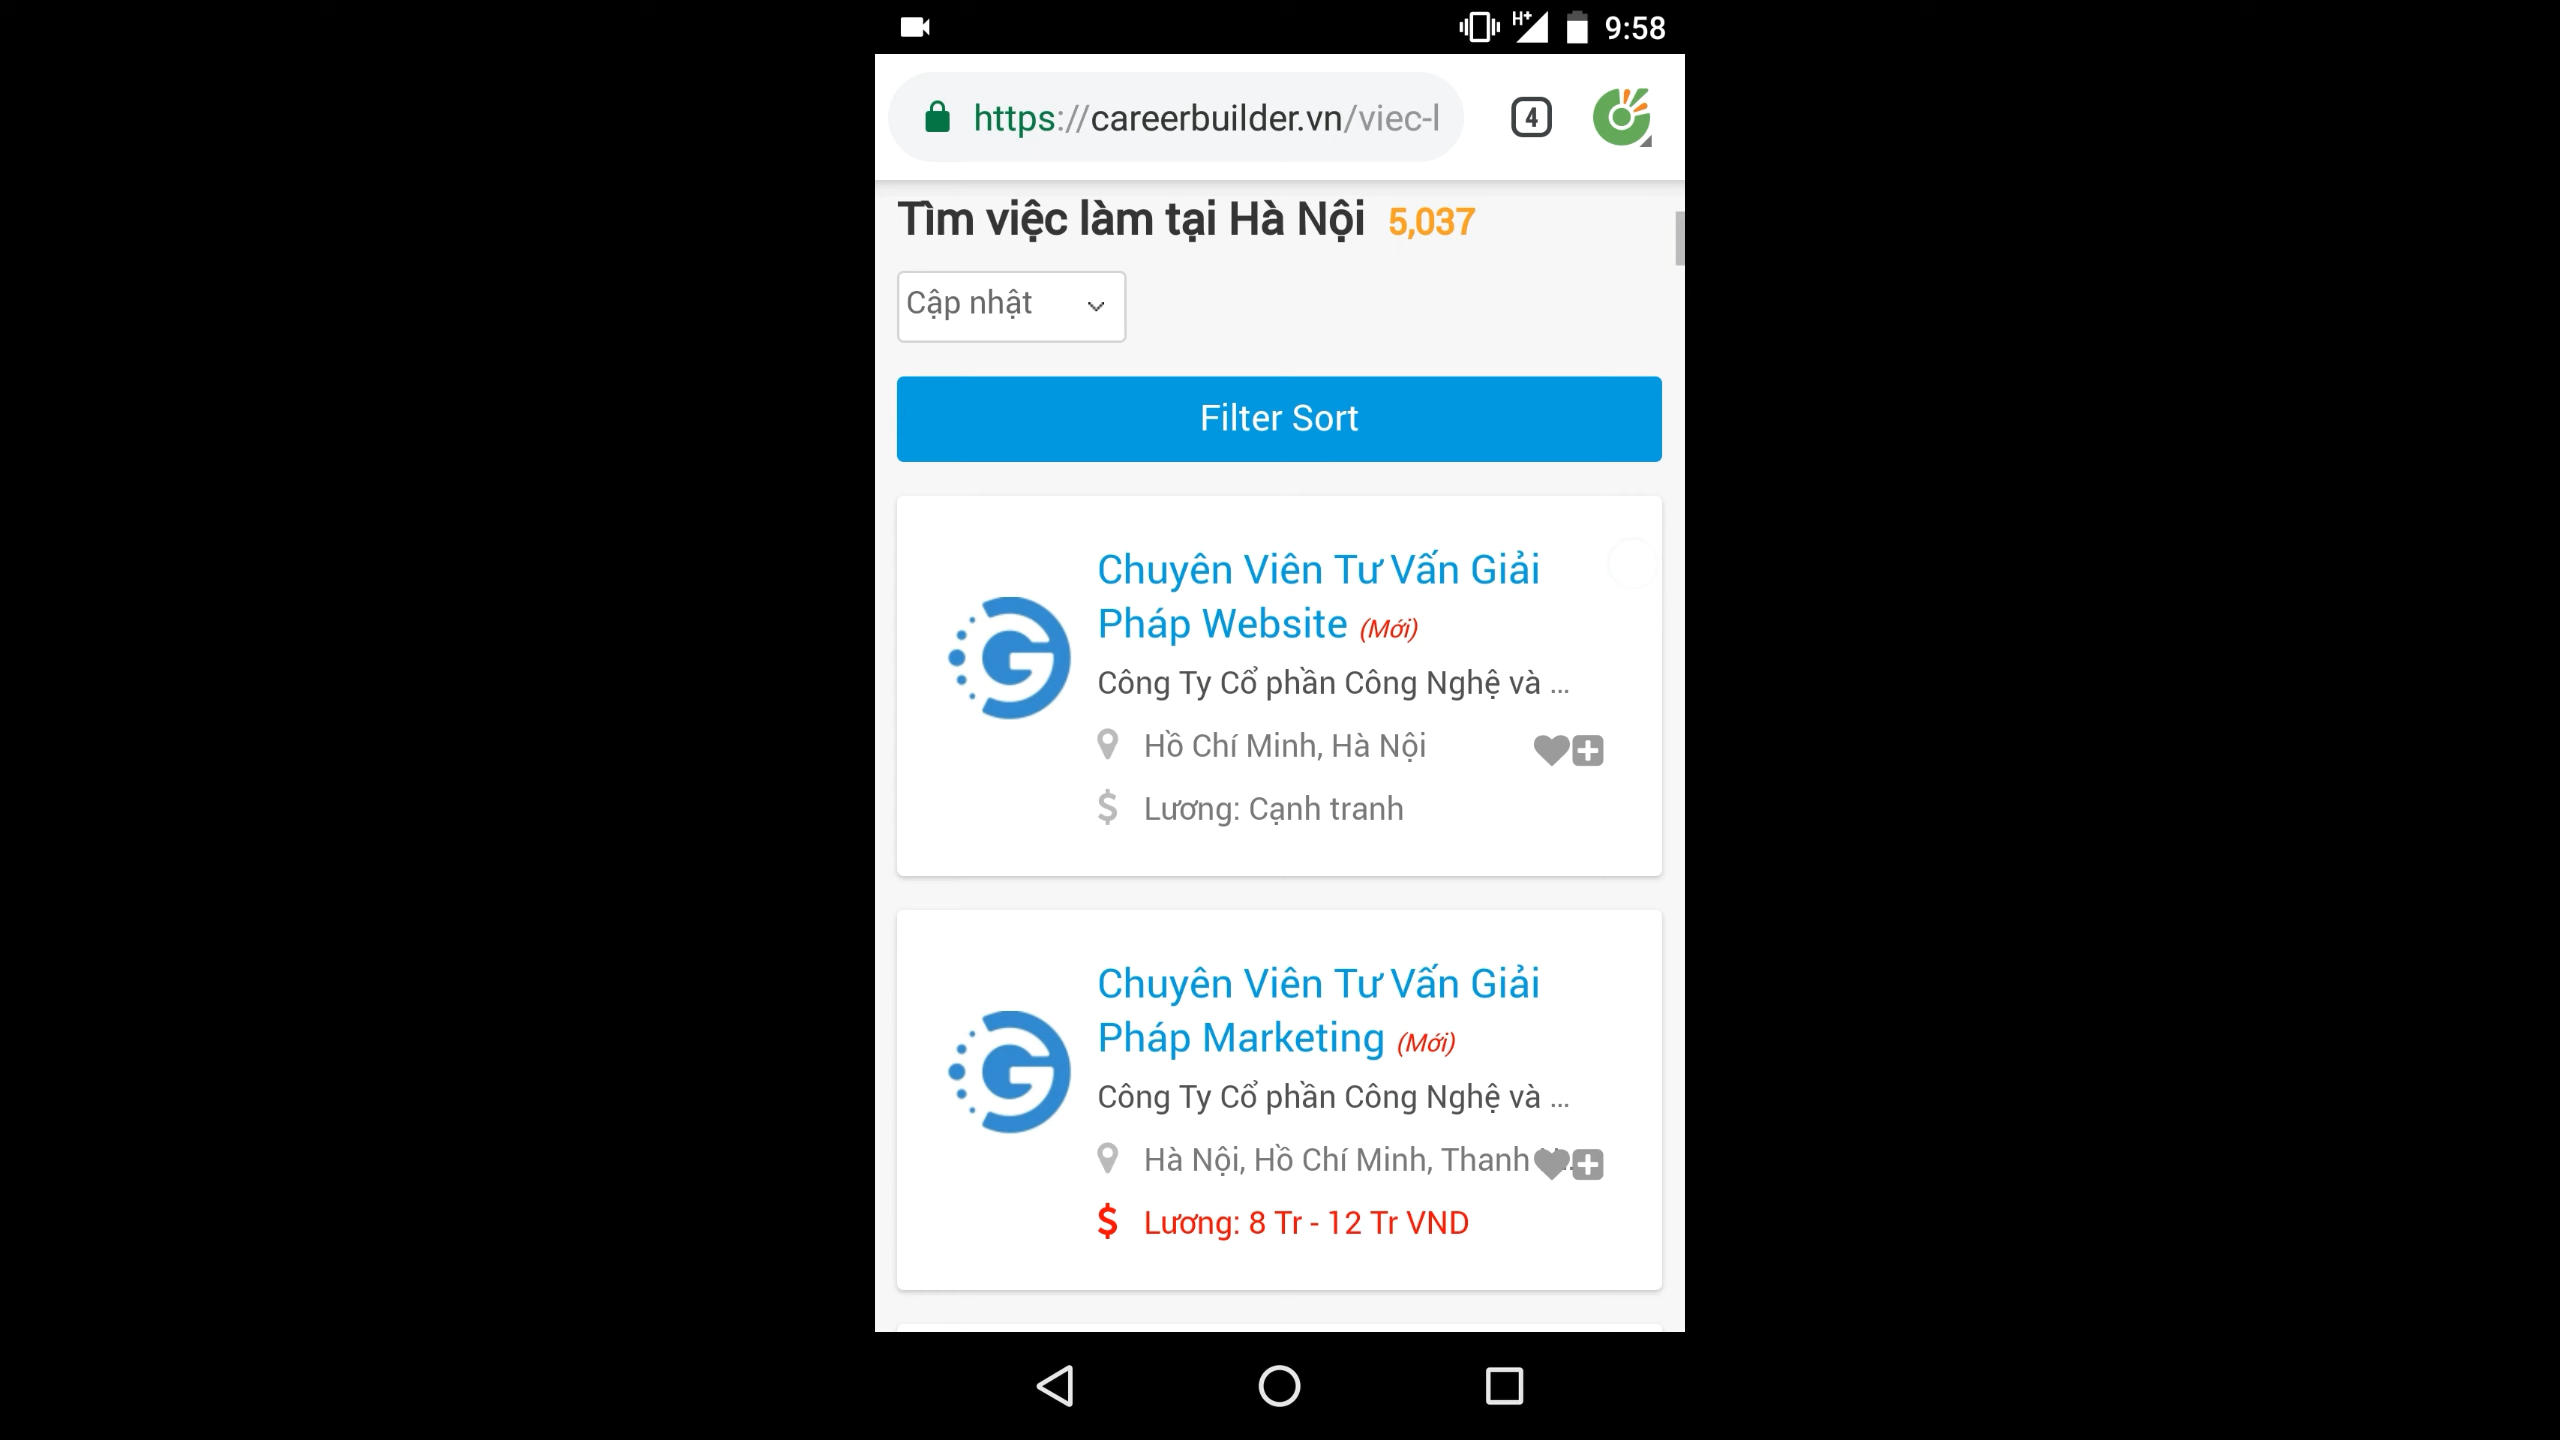 H+ 9:58
https://careerbuilder.vn/viec-l 4
Tìm việc làm tại Hà Nội 5,037
Cập nhật
Filter Sort
Chuyên Viên Tư Vấn Giải
Pháp Website (Mới)
Công Ty Cổ phần Công Nghệ và ...
Hồ Chí Minh, Hà Nội
$ Lương: Cạnh tranh
Chuyên Viên Tư Vấn Giải
Pháp Marketing (Mới)
Công Ty Cổ phần Công Nghệ và ...
Hà Nội, Hồ Chí Minh, Thanh
$ Lương: 8 Tr - 12 Tr VND